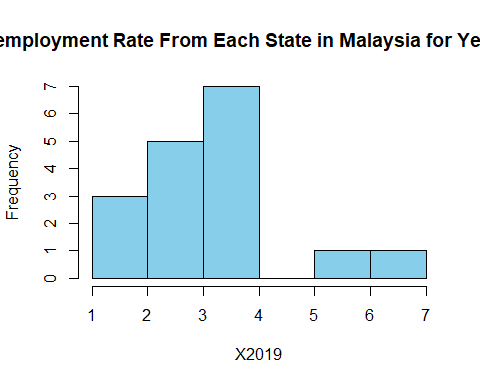 employment Rate From Each State in Malaysia for Ye
7
6
5
4
3
2
1
0
Frequency
1 2 3 4 5 6 7
X2019